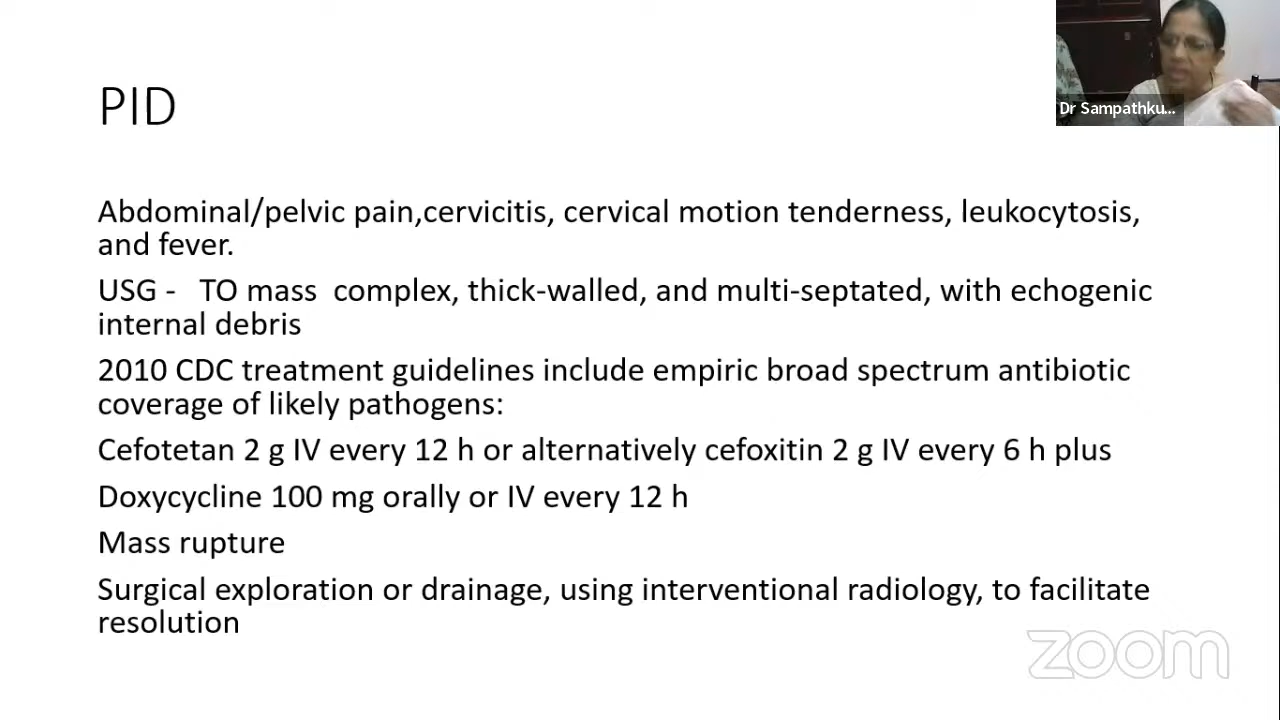 Dr Sampathku...
PID
Abdominal/pelvic pain,cervicitis, cervical motion tenderness, leukocytosis,
and fever.
USG - TO mass complex, thick-walled, and multi-septated, with echogenic
internal debris
2010 CDC treatment guidelines include empiric broad spectrum antibiotic
coverage of likely pathogens:
Cefotetan 2 g IV every 12 h or alternatively cefoxitin 2 g IV every 6 h plus
Doxycycline 100 mg orally or IV every 12 h
Mass rupture
Surgical exploration or drainage, using interventional radiology, to facilitate
resolution
zoom